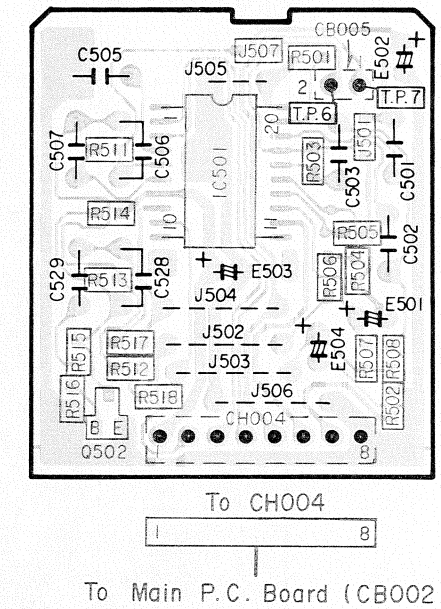 CB005
C505
J507
R501
E502
J505
2
1
T.P.6
T.P.7
1
20
C507
R511
C506
IC501
R503
C503
J501
C501
R514
10
11
R505
C502
E503
R506
R504
C529
R513
C528
J504
E501
J502
E504
R515
R517
J503
R507
R508
R512
R516
R518
J506
R502
CH004
B E
Q502
1
8
To CH004
1
8
To Main P.C. Board (CB002